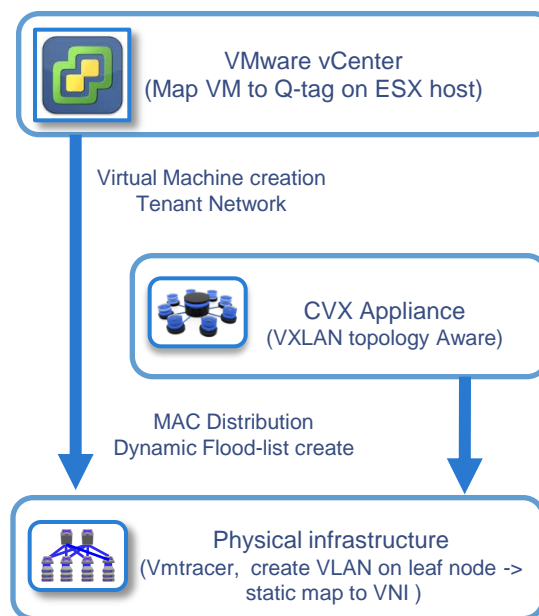 VMware vCenter
(Map VM to Q-tag on ESX host)
Virtual Machine creation
Tenant Network
CVX Appliance
(VXLAN topology Aware)
MAC Distribution
Dynamic Flood-list create
Physical infrastructure
(Vmtracer, create VLAN on leaf node ->
static map to VNI )